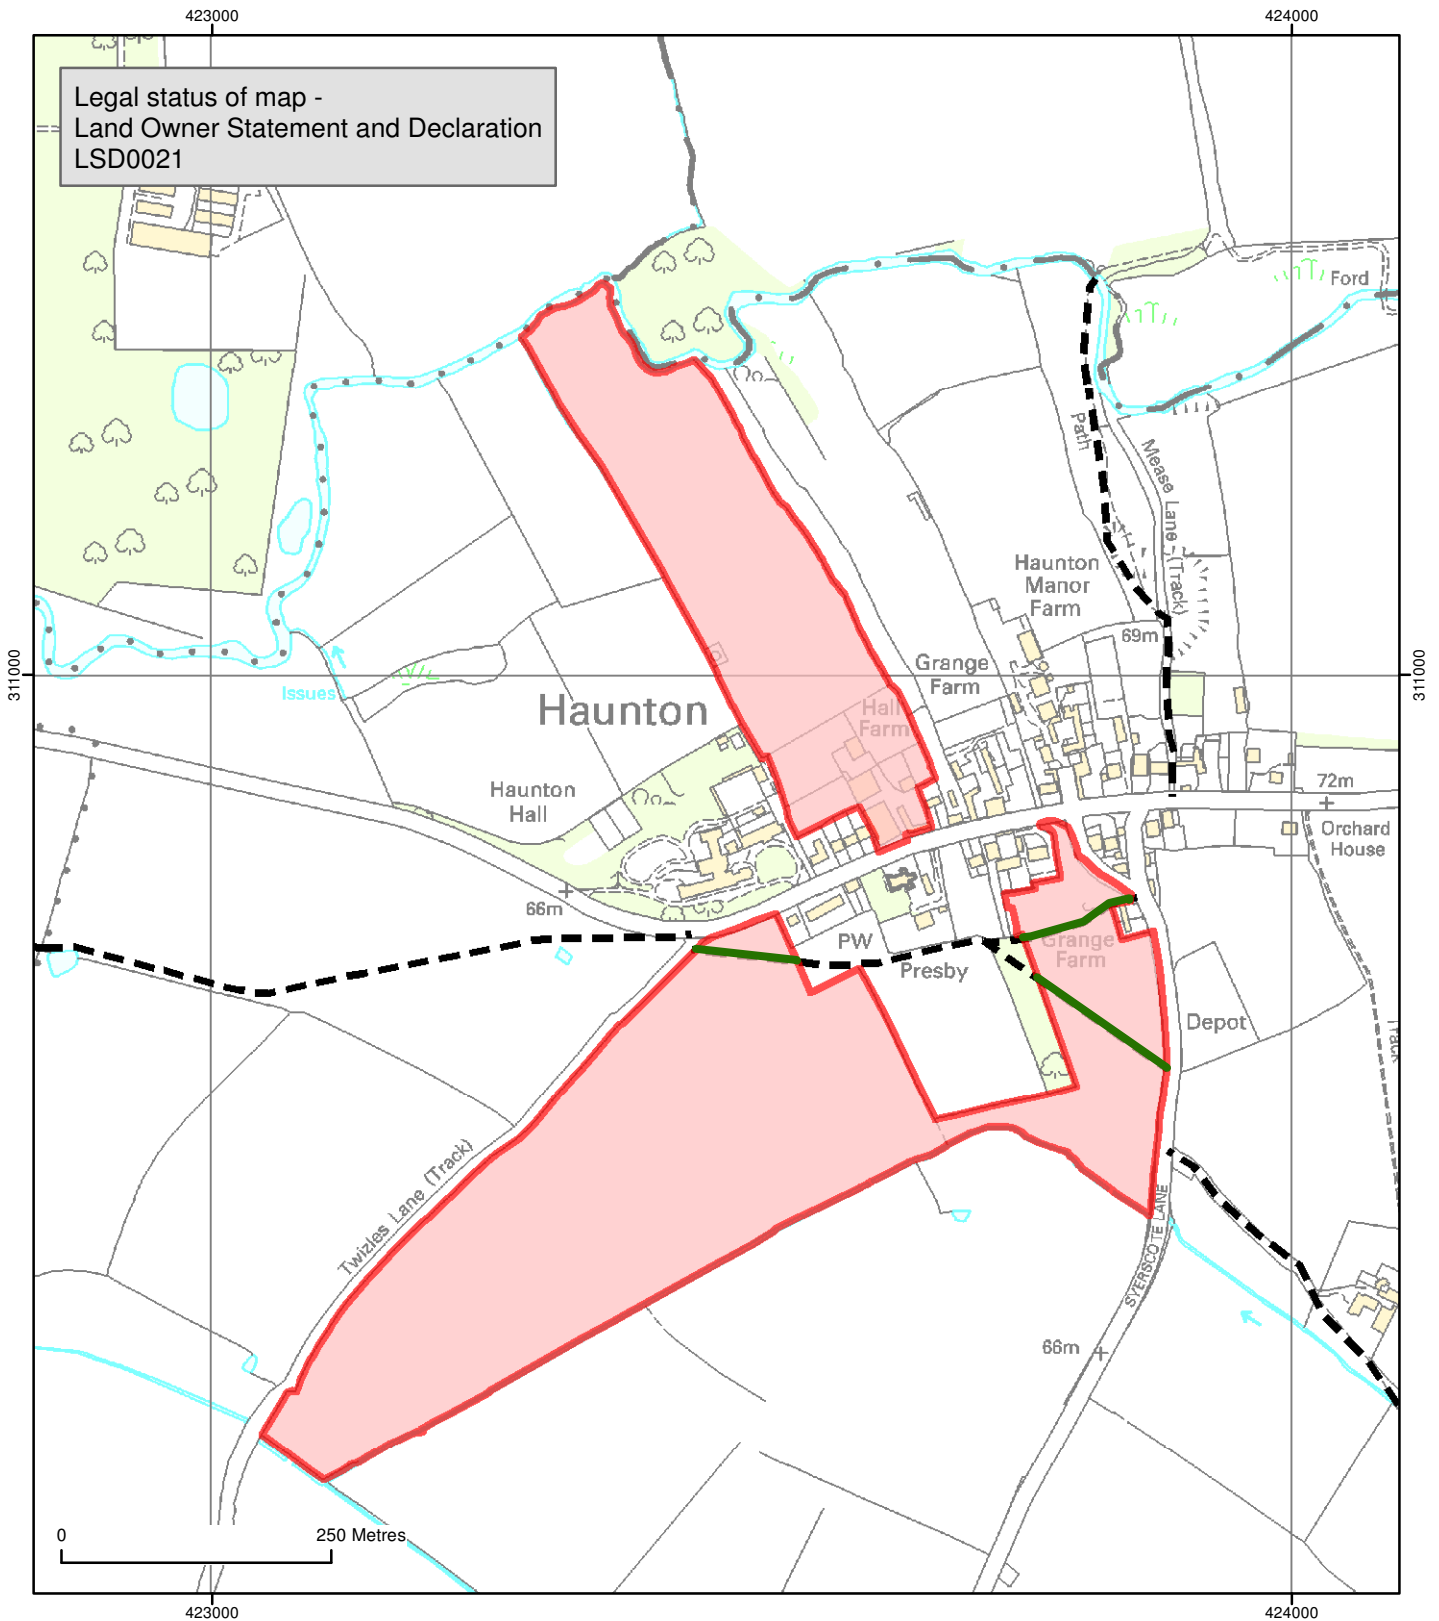 423000
424000
Legal status of map -
Land Owner Statement and Declaration
LSD0021
Ford
Path
Mease Lane (Track)
Haunton
Manor
Farm
69m
Grange
Farm
311000
311000
Issues
Haunton
Hall
Farm
Haunton
Hall
72m
Orchard
House
66m
PW
Presby
Grange
Farm
Depot
Track
Twizles Lane (Track)
SYERSCOTE LANE
66m
0
250 Metres
423000
424000